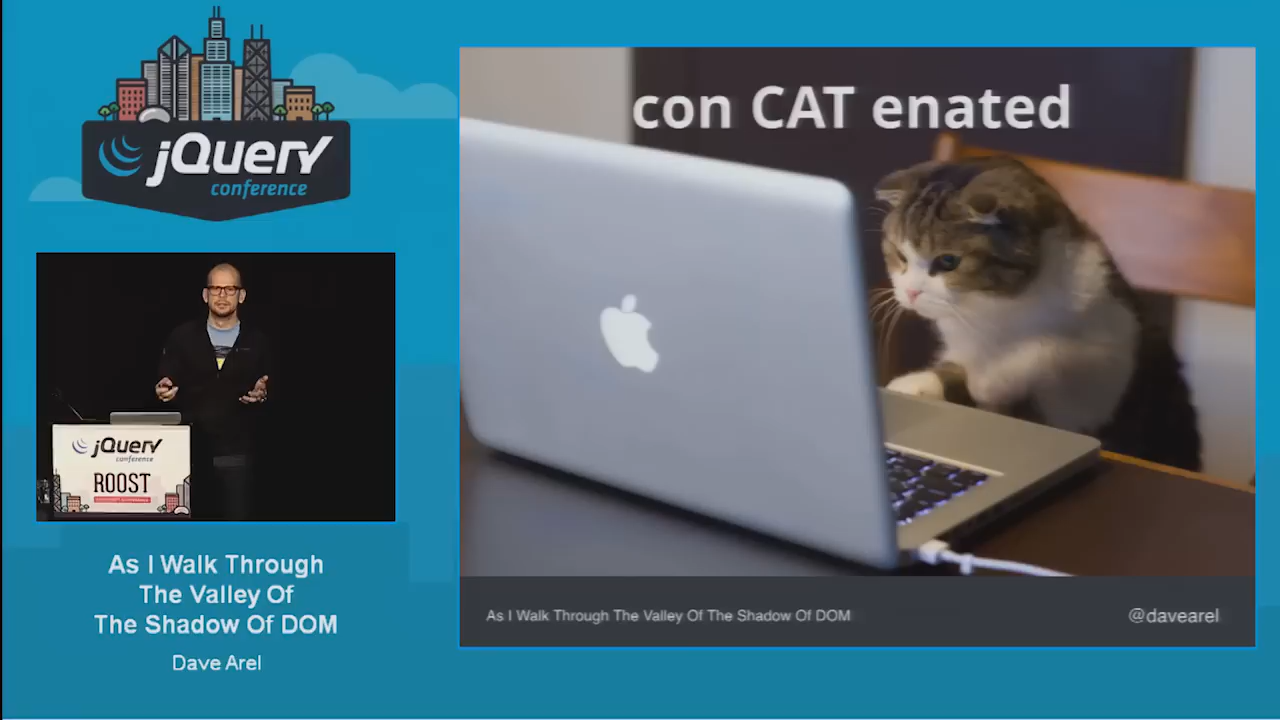 jQuery
conference
con CAT enated
jQuery
conference
ROOST
As I Walk Through
The Valley Of
The Shadow Of DOM
Dave Arel
As I Walk Through The Valley Of The Shadow Of DOM
@davearel